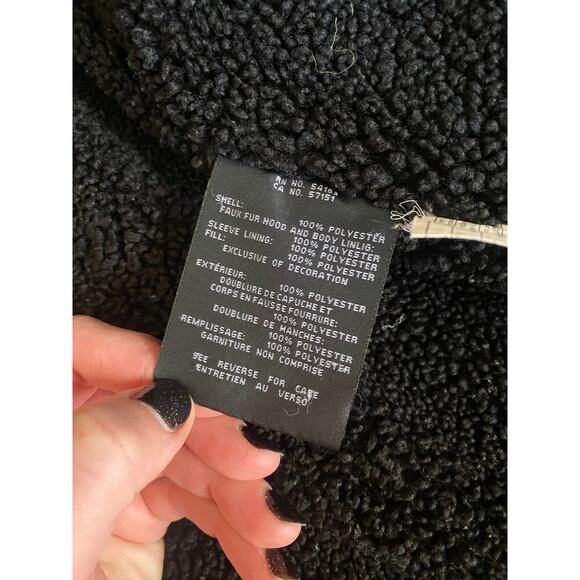 RN NO. 54163
CA NO. 57151
SHELL: 100% POLYESTER
FAUX FUR HOOD AND BODY LINLIG:
100% POLYESTER
SLEEVE LINING: 100% POLYESTER
FILL: 100% POLYESTER
EXCLUSIVE OF DECORATION
EXTÉRIEUR: 100% POLYESTER
DOUBLURE DE CAPUCHE ET
CORPS EN FAUSSE FOURRURE:
100% POLYESTER
DOUBLURE DE MANCHES:
100% POLYESTER
REMPLISSAGE: 100% POLYESTER
GARNITURE NON COMPRISE
SEE REVERSE FOR CARE
ENTRETIEN AU VERSO